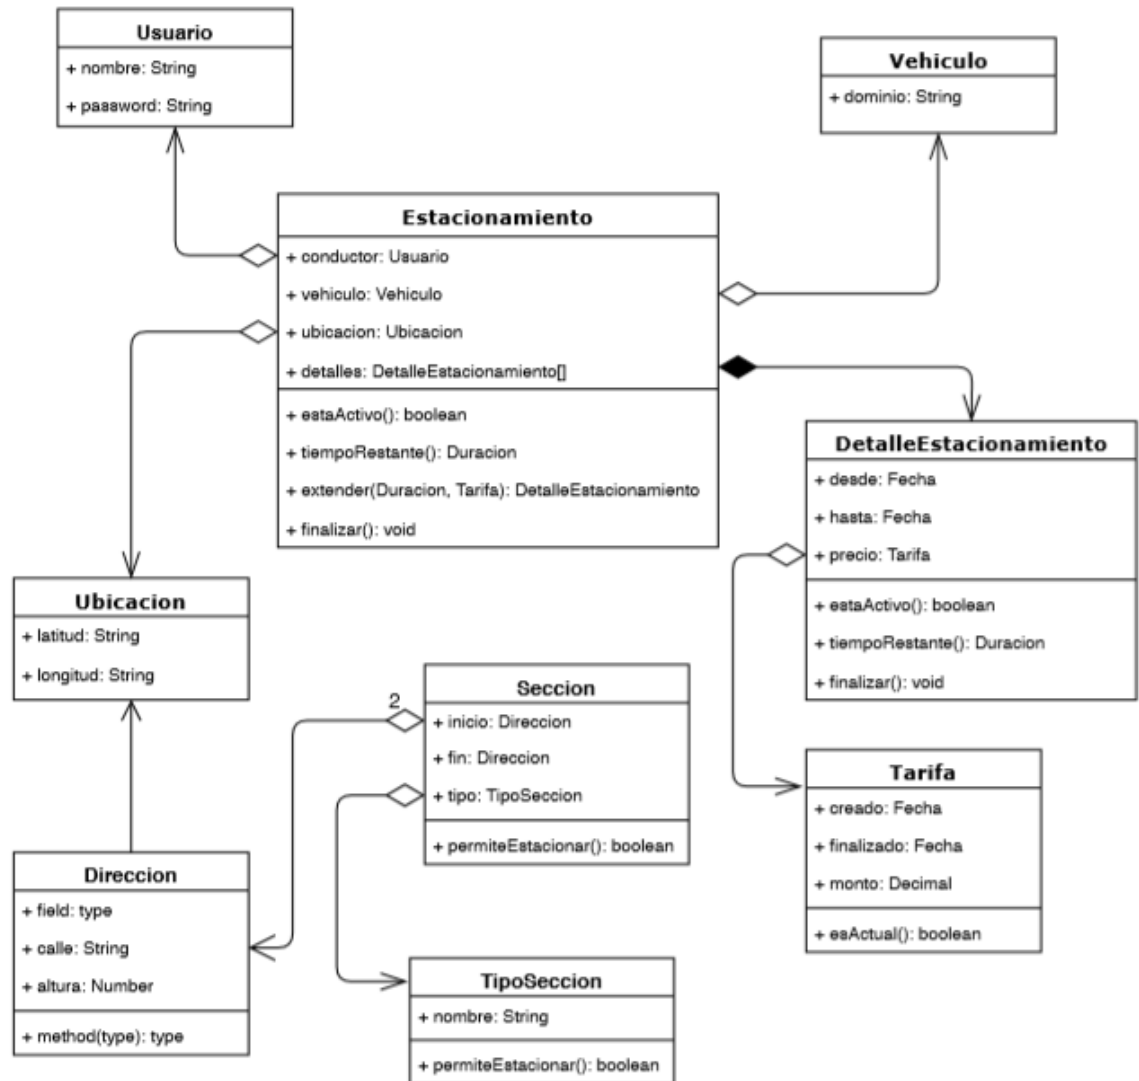 Usuario
+ nombre: String
+ password: String
Vehiculo
+ dominio: String
Estacionamiento
+ conductor: Usuario
+ vehiculo: Vehiculo
+ ubicacion: Ubicacion
+ detalles: DetalleEstacionamiento[]
+ estaActivo(): boolean
+ tiempoRestante(): Duracion
+ extender(Duracion, Tarifa): DetalleEstacionamiento
+ finalizar(): void
DetalleEstacionamiento
+ desde: Fecha
+ hasta: Fecha
+ precio: Tarifa
+ estaActivo(): boolean
+ tiempoRestante(): Duracion
+ finalizar(): void
Ubicacion
+ latitud: String
+ longitud: String
2
Seccion
+ inicio: Direccion
+ fin: Direccion
+ tipo: TipoSeccion
+ permiteEstacionar(): boolean
Tarifa
+ creado: Fecha
+ finalizado: Fecha
+ monto: Decimal
+ esActual(): boolean
Direccion
+ field: type
+ calle: String
+ altura: Number
+ method(type): type
TipoSeccion
+ nombre: String
+ permiteEstacionar(): boolean